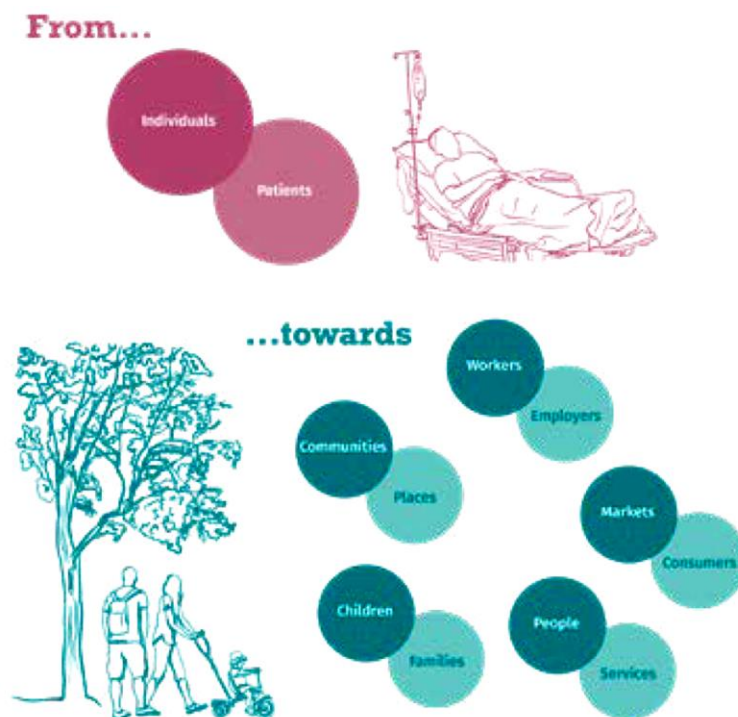 From...
Individuals
Patients
...towards
Workers
Employers
Communities
Places
Markets
Consumers
Children
Families
People
Services